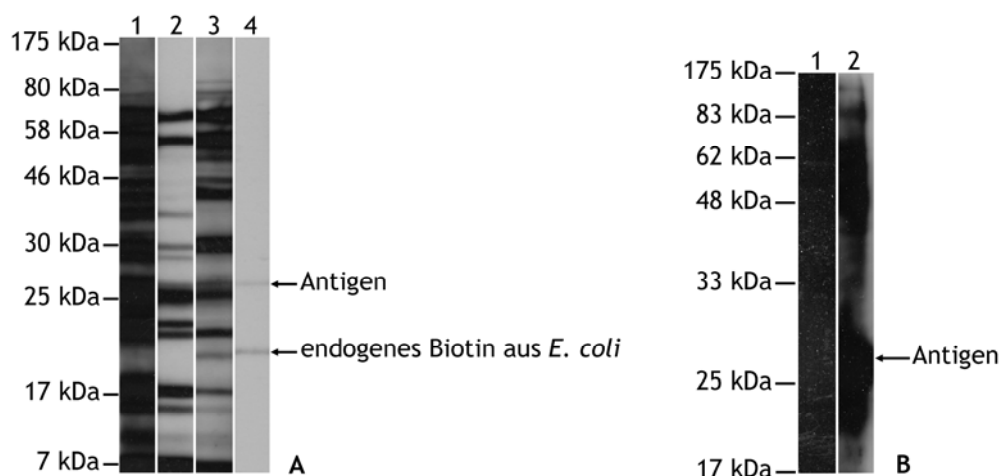 1 2 3 4
175 kDa
80 kDa
58 kDa
46 kDa
30 kDa
25 kDa
17 kDa
7 kDa
Antigen
endogenes Biotin aus E. coli
A
1 2
175 kDa
83 kDa
62 kDa
48 kDa
33 kDa
25 kDa
17 kDa
Antigen
B